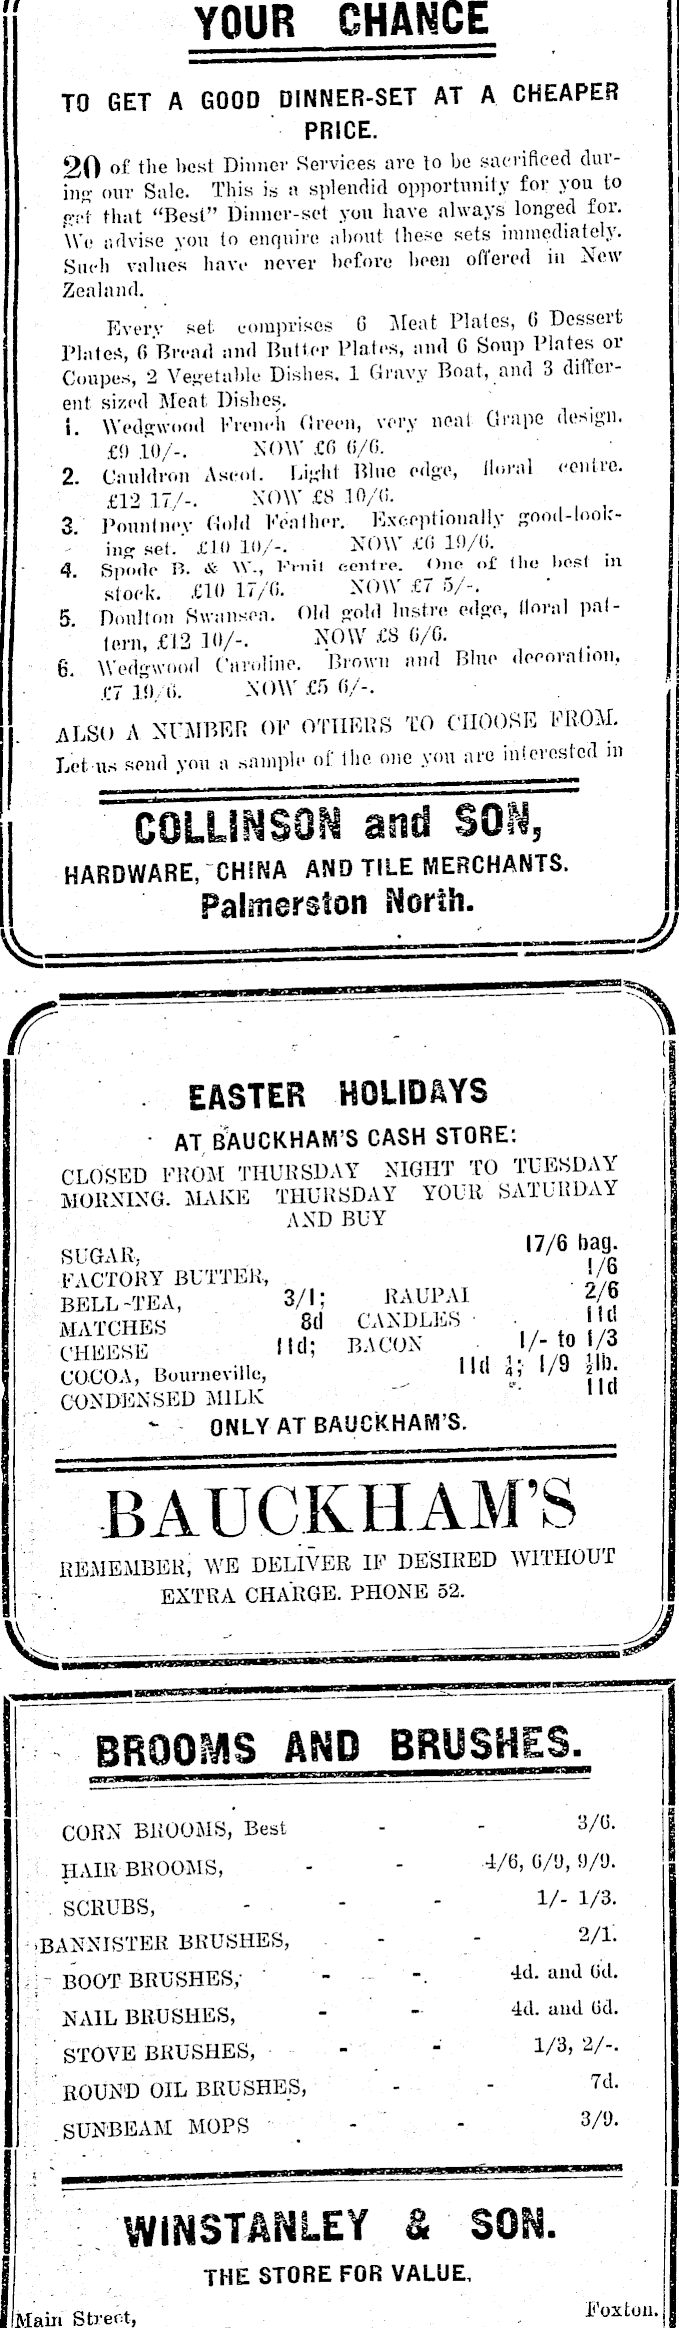 YOUR CHANCE
TO GET A GOOD DINNER-SET AT A CHEAPER
PRICE.
20 of the best Dinner Services are to be sacrificed dur-
ing our Sale. This is a splendid opportunity for you to
get that "Best" Dinner-set you have always longed for.
We advise you to enquire about these sets immediately.
Such values have never before been offered in New
Zealand.
Every set comprises 6 Meat Plates, 6 Dessert
Plates, 6 Bread and Butter Plates, and 6 Soup Plates or
Coupes, 2 Vegetable Dishes, 1 Gravy Boat, and 3 differ-
ent sized Meat Dishes.
1. Wedgwood French Green, very neat Grape design.
£9 10/-. NOW £6 6/6.
2. Cauldron Ascot. Light Blue edge, floral centre.
£12 17/-. NOW £8 10/6.
3. Pountney Gold Feather. Exceptionally good-look-
ing set. £10 10/-. NOW £6 19/6.
4. Spode B. & W., Fruit centre. One of the best in
stock. £10 17/6. NOW £7 5/-.
5. Doulton Swansea. Old gold lustre edge, floral pat-
tern, £12 10/-. NOW £8 6/6.
6. Wedgwood Caroline. Brown and Blue decoration,
£7 19/6. NOW £5 6/-.
ALSO A NUMBER OF OTHERS TO CHOOSE FROM.
Let us send you a sample of the one you are interested in
COLLINSON and SON,
HARDWARE, CHINA AND TILE MERCHANTS.
Palmerston North.
EASTER HOLIDAYS
AT BAUCKHAM'S CASH STORE:
CLOSED FROM THURSDAY NIGHT TO TUESDAY
MORNING. MAKE THURSDAY YOUR SATURDAY
AND BUY
SUGAR, 17/6 bag.
FACTORY BUTTER, 1/6
BELL-TEA, 3/1; RAUPAI 2/6
MATCHES 8d CANDLES 11d
CHEESE 11d; BACON 1/- to 1/3
COCOA, Bourneville, 11d ¼; 1/9 ½lb.
CONDENSED MILK ". 11d
ONLY AT BAUCKHAM'S.
BAUCKHAM'S
REMEMBER, WE DELIVER IF DESIRED WITHOUT
EXTRA CHARGE. PHONE 52.
BROOMS AND BRUSHES.
CORN BROOMS, Best - - 3/6.
HAIR BROOMS, - - 4/6, 6/9, 9/9.
SCRUBS, - - - 1/- 1/3.
BANNISTER BRUSHES, - - 2/1.
BOOT BRUSHES, - - 4d. and 6d.
NAIL BRUSHES, - - 4d. and 6d.
STOVE BRUSHES, - - 1/3, 2/-.
ROUND OIL BRUSHES, - - 7d.
SUNBEAM MOPS - - 3/9.
WINSTANLEY & SON.
THE STORE FOR VALUE,
Main Street, Foxton.